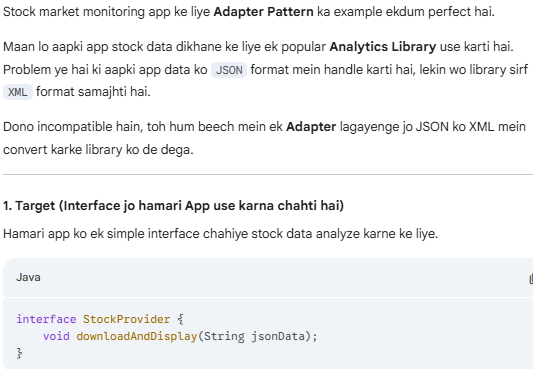 Stock market monitoring app ke liye Adapter Pattern ka example ekdum perfect hai.
Maan lo aapki app stock data dikhane ke liye ek popular Analytics Library use karti hai.
Problem ye hai ki aapki app data ko JSON format mein handle karti hai, lekin wo library sirf
XML format samajhti hai.
Dono incompatible hain, toh hum beech mein ek Adapter lagayenge jo JSON ko XML mein
convert karke library ko de dega.
1. Target (Interface jo hamari App use karna chahti hai)
Hamari app ko ek simple interface chahiye stock data analyze karne ke liye.
Java
interface StockProvider {
    void downloadAndDisplay(String jsonData);
}